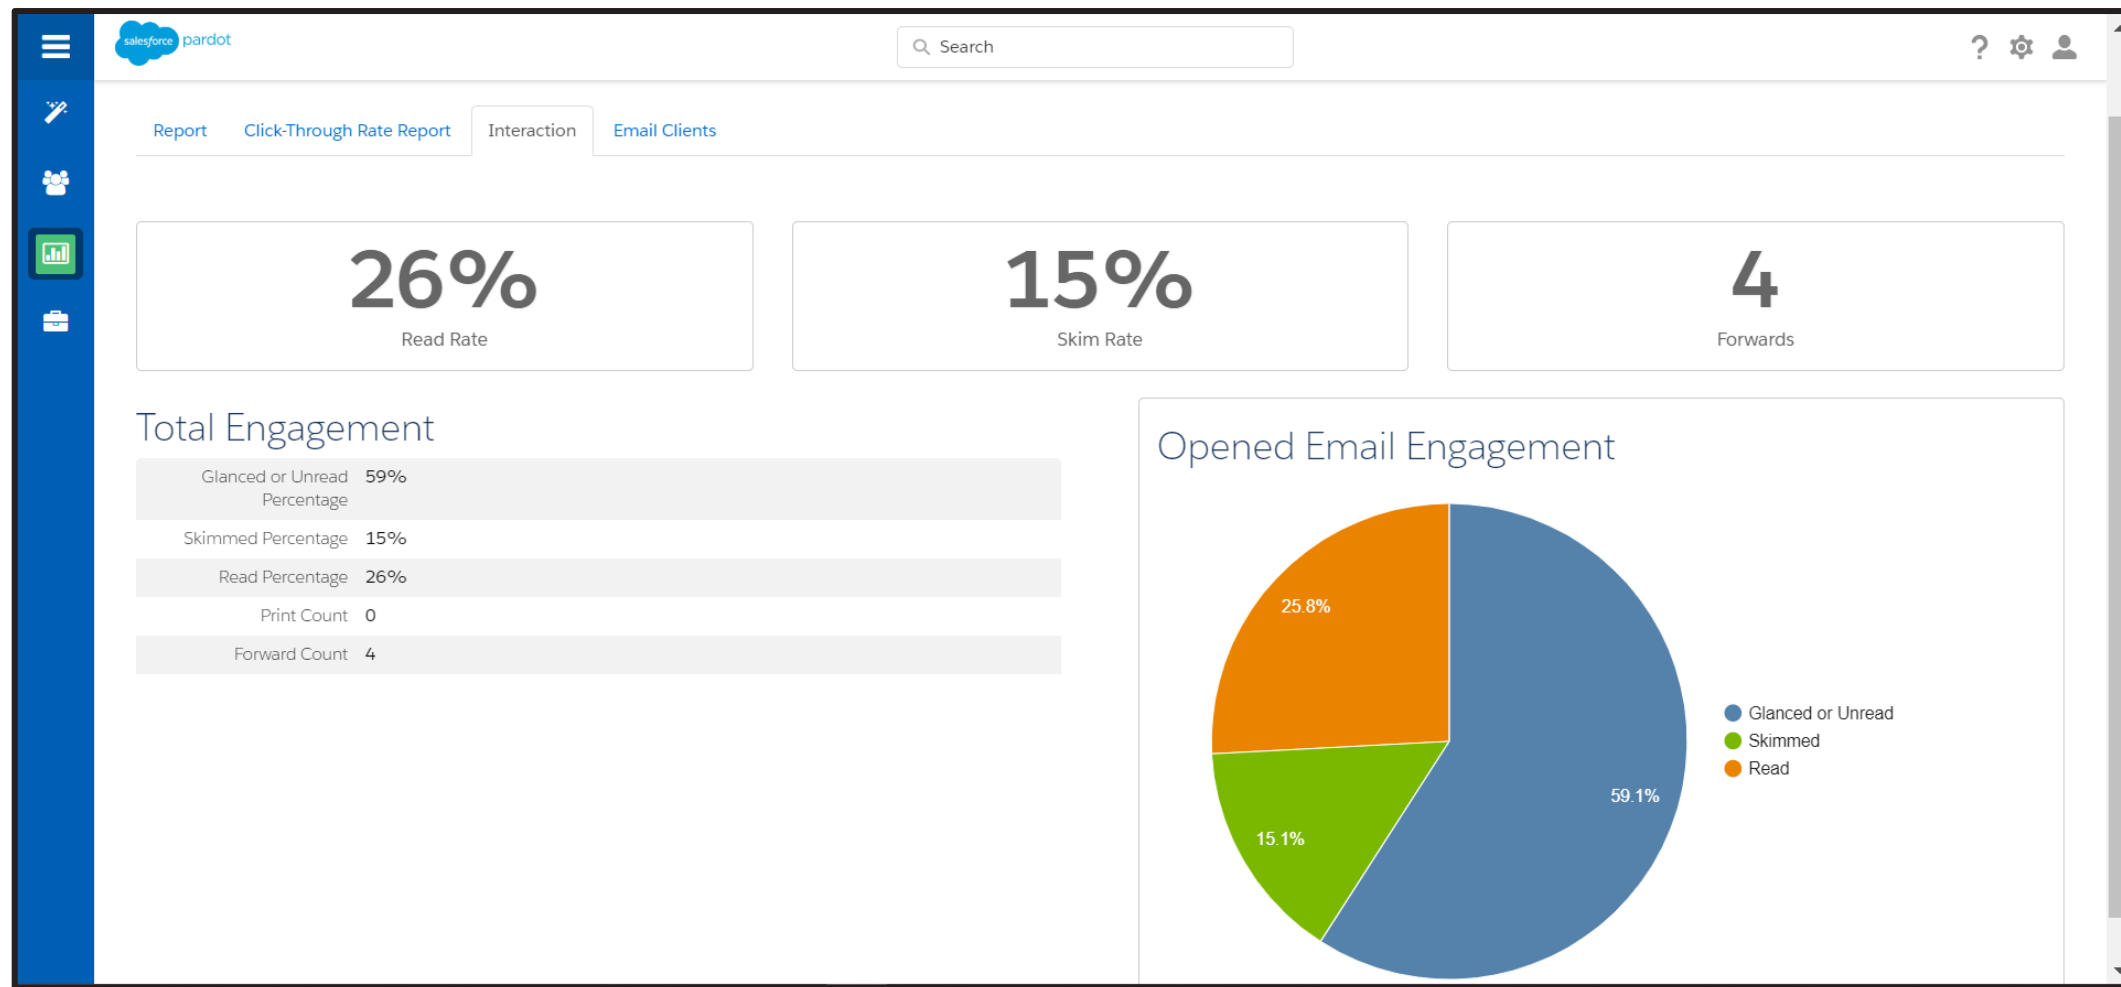 salesforce pardot
Search
?
Report Click-Through Rate Report Interaction Email Clients
26%
Read Rate
15%
Skim Rate
4
Forwards
Total Engagement
Glanced or Unread Percentage 59%
Skimmed Percentage 15%
Read Percentage 26%
Print Count 0
Forward Count 4
Opened Email Engagement
25.8%
15.1%
59.1%
Glanced or Unread
Skimmed
Read